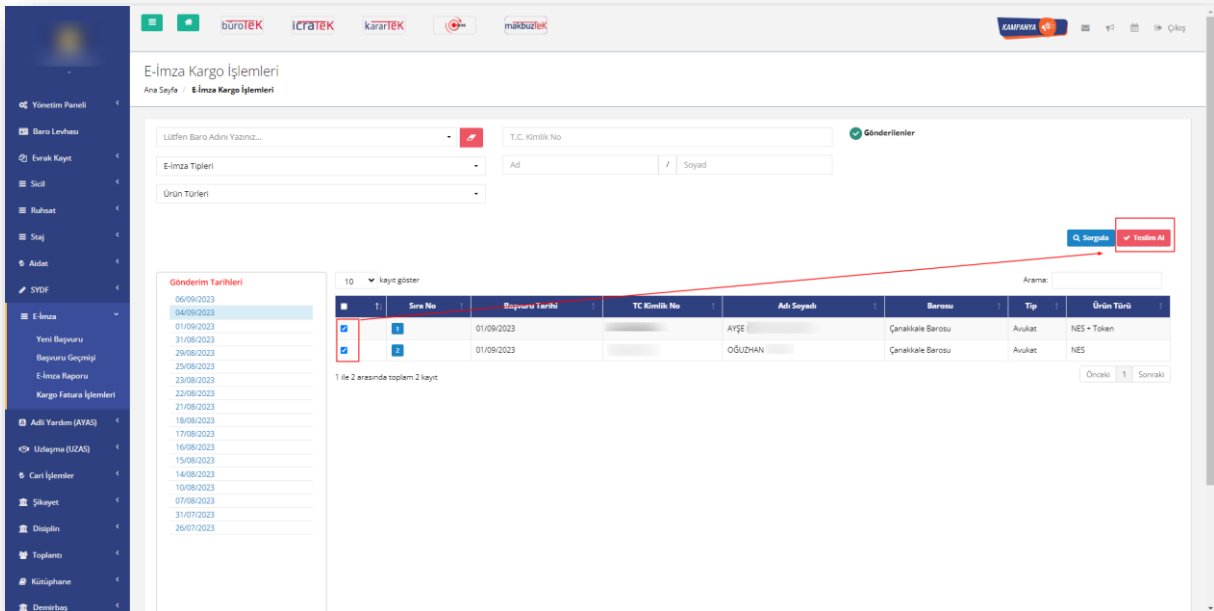 bürotek
icratek
karartek
makbuztek
KAMPANYA
Çıkış
E-İmza Kargo İşlemleri
Ana Sayfa / E-İmza Kargo İşlemleri
Yönetim Paneli
Baro Levhası
Evrak Kayıt
Sicil
Ruhsat
Staj
Aidat
SYDF
E-İmza
Yeni Başvuru
Başvuru Geçmişi
E-İmza Raporu
Kargo Fatura İşlemleri
Adli Yardım (AYAS)
Uzlaşma (UZAS)
Cari İşlemler
Şikayet
Disiplin
Toplantı
Kütüphane
Demirbaş
Lütfen Baro Adını Yazınız...
T.C. Kimlik No
Gönderilenler
E-İmza Tipleri
Ad / Soyad
Ürün Türleri
Sorgula
Teslim Al
Gönderim Tarihleri
06/09/2023
04/09/2023
01/09/2023
31/08/2023
29/08/2023
25/08/2023
23/08/2023
22/08/2023
21/08/2023
18/08/2023
17/08/2023
16/08/2023
15/08/2023
14/08/2023
10/08/2023
07/08/2023
31/07/2023
26/07/2023
10 kayıt göster
Arama:
Sıra No Başvuru Tarihi TC Kimlik No Adı Soyadı Barosu Tip Ürün Türü
1 01/09/2023 AYŞE Çanakkale Barosu Avukat NES + Token
2 01/09/2023 OĞUZHAN Çanakkale Barosu Avukat NES
1 ile 2 arasında toplam 2 kayıt
Önceki 1 Sonraki